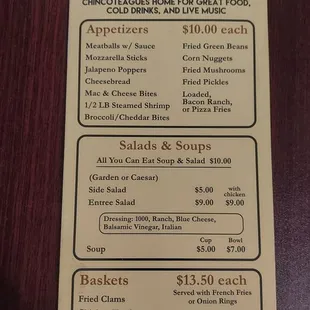 CHINCOTEAGUES HOME FOR GREAT FOOD,
COLD DRINKS, AND LIVE MUSIC
Appetizers $10.00 each
Meatballs w/ Sauce Fried Green Beans
Mozzarella Sticks Corn Nuggets
Jalapeno Poppers Fried Mushrooms
Cheesebread Fried Pickles
Mac & Cheese Bites Loaded,
1/2 LB Steamed Shrimp Bacon Ranch,
Broccoli/Cheddar Bites or Pizza Fries
Salads & Soups
All You Can Eat Soup & Salad $10.00
(Garden or Caesar)
with
Side Salad $5.00 chicken
Entree Salad $9.00 $9.00
Dressing: 1000, Ranch, Blue Cheese,
Balsamic Vinegar, Italian
Cup Bowl
Soup $5.00 $7.00
Baskets $13.50 each
Served with French Fries
Fried Clams or Onion Rings